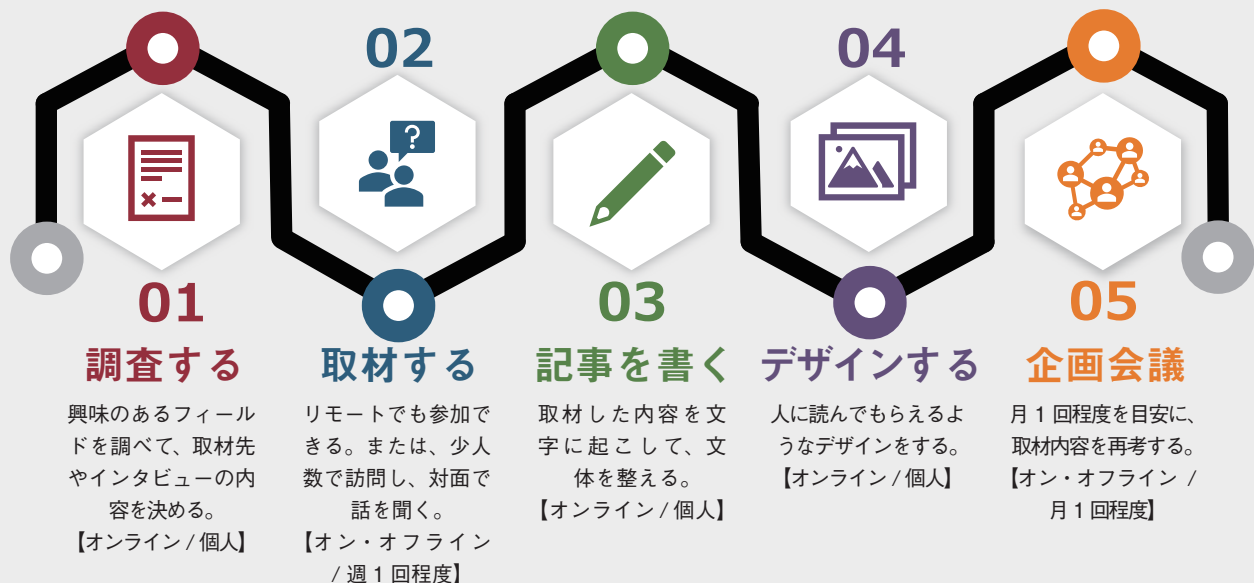 01
調査する
興味のあるフィール
ドを調べて、取材先
やインタビューの内
容を決める。
【オンライン / 個人】
02
?
取材する
リモートでも参加で
きる。または、少人
数で訪問し、対面で
話を聞く。
【オン・オフライン
/ 週 1 回程度】
03
記事を書く
取材した内容を文
字に起こして、文
体を整える。
【オンライン / 個人】
04
デザインする
人に読んでもらえるよ
うなデザインをする。
【オンライン / 個人】
05
企画会議
月 1 回程度を目安に、
取材内容を再考する。
【オン・オフライン /
月 1 回程度】